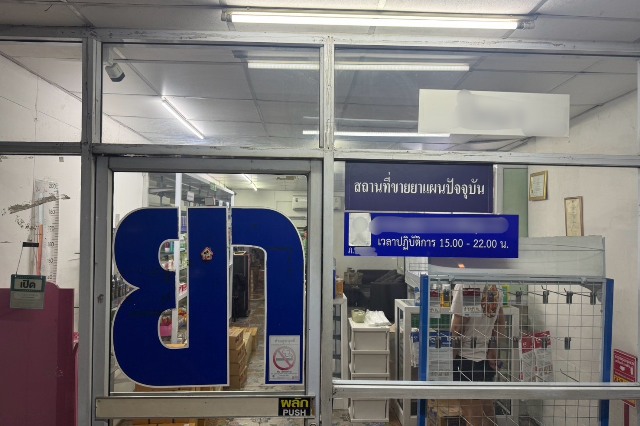 สถานที่ขายยาแผนปัจจุบัน
เวลาปฏิบัติการ 15.00 - 22.00 น.
ยา
เปิด
ผลัก
PUSH